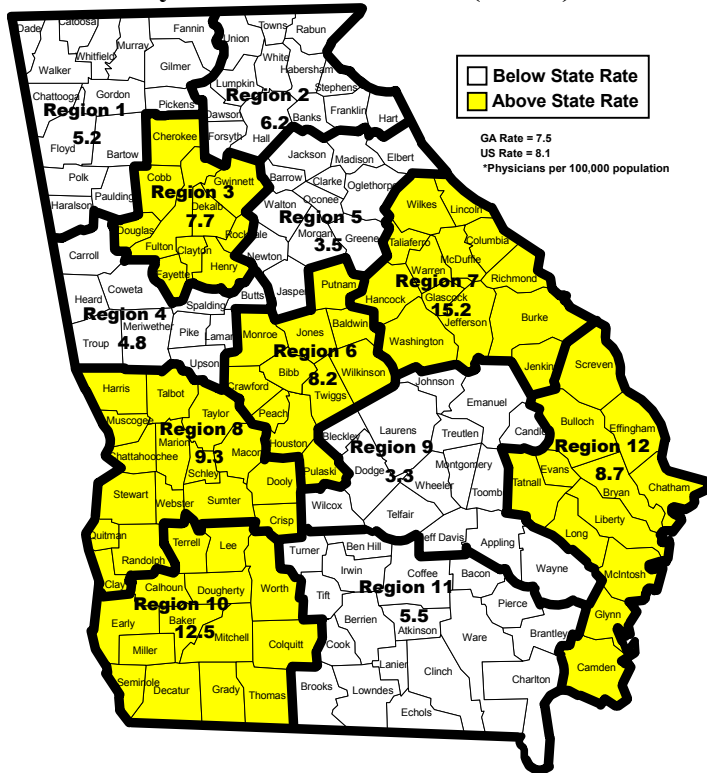 Below State Rate
Above State Rate
GA Rate = 7.5
US Rate = 8.1
*Physicians per 100,000 population
Dade Catoosa Fannin Towns Rabun
Union
Whitfield Murray
Walker Gilmer White Habersham
Lumpkin Stephens
Chattooga Gordon Pickens Dawson Banks Franklin Hart
Region 1
5.2
Region 2
6.2
Floyd Bartow Cherokee Forsyth Hall
Polk Paulding Haralson
Jackson Madison Elbert
Cobb Gwinnett Barrow Clarke Oglethorpe
Region 3
7.7
Dekalb Walton Oconee
Region 5
3.5
Douglas Fulton Clayton Rockdale Morgan Greene
Fayette Henry Newton Jasper
Wilkes Lincoln
Taliaferro Columbia
McDuffie
Warren Richmond
Region 7
15.2
Hancock Glascock Jefferson Burke
Washington Jenkins
Carroll Coweta
Heard Spalding Butts
Region 4
4.8
Troup Meriwether Pike Lamar
Upson
Putnam
Monroe Jones Baldwin
Region 6
8.2
Bibb Wilkinson
Crawford Twiggs
Peach Houston Pulaski
Harris Talbot
Muscogee Taylor
Region 8
9.3
Chattahoochee Marion Macon
Schley Dooly
Stewart Webster Sumter Crisp
Quitman Randolph Clay
Johnson Emanuel
Bleckley Laurens Treutlen Candler
Region 9
3.3
Dodge Montgomery
Wheeler Toombs
Wilcox Telfair
Jeff Davis Appling Wayne
Screven
Bulloch Effingham
Region 12
8.7
Evans Tatnall Bryan Chatham
Liberty
Long McIntosh
Glynn
Camden
Terrell Lee
Calhoun Dougherty Worth
Region 10
12.5
Early Baker Mitchell
Miller Colquitt
Seminole Decatur Grady Thomas
Turner Ben Hill
Irwin Coffee Bacon
Tift
Region 11
5.5
Pierce
Berrien Atkinson Ware Brantley
Cook
Lanier Clinch Charlton
Brooks Lowndes
Echols